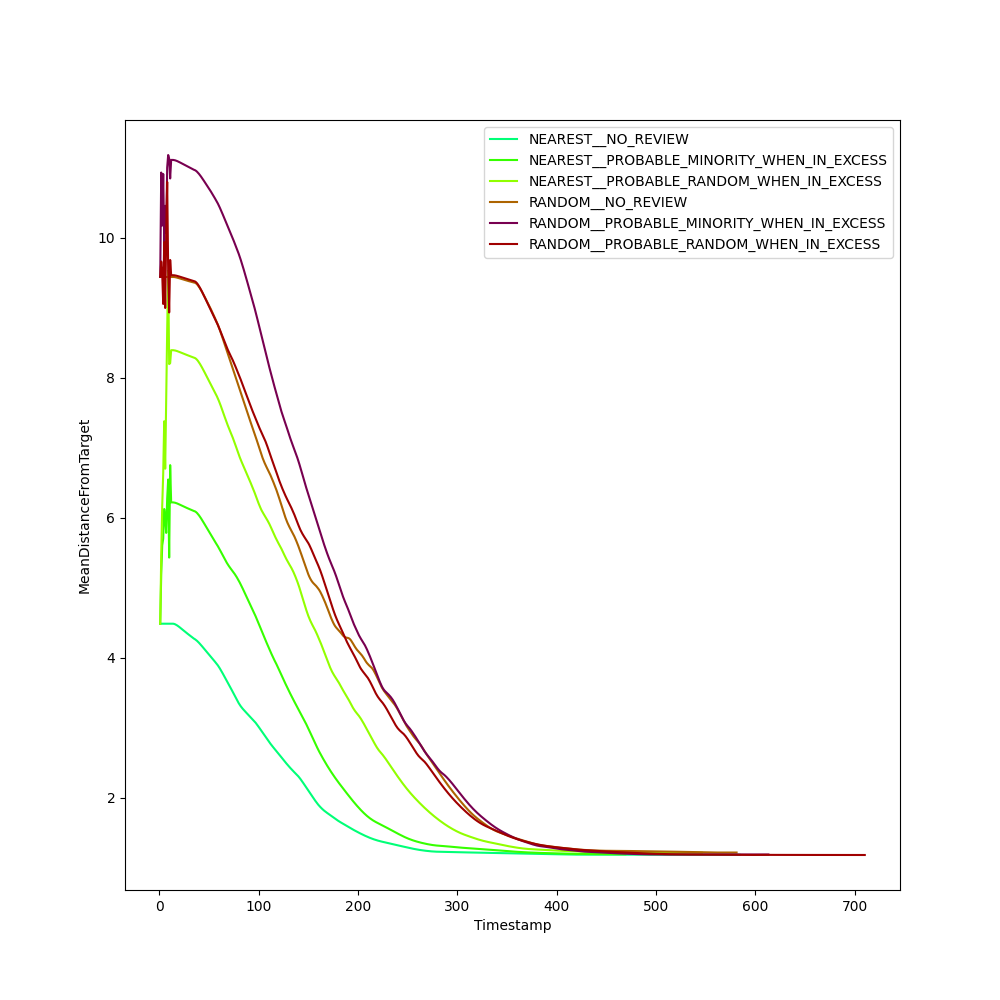 NEAREST__NO_REVIEW
NEAREST__PROBABLE_MINORITY_WHEN_IN_EXCESS
NEAREST__PROBABLE_RANDOM_WHEN_IN_EXCESS
RANDOM__NO_REVIEW
RANDOM__PROBABLE_MINORITY_WHEN_IN_EXCESS
RANDOM__PROBABLE_RANDOM_WHEN_IN_EXCESS
10
8
6
4
2
MeanDistanceFromTarget
0 100 200 300 400 500 600 700
Timestamp